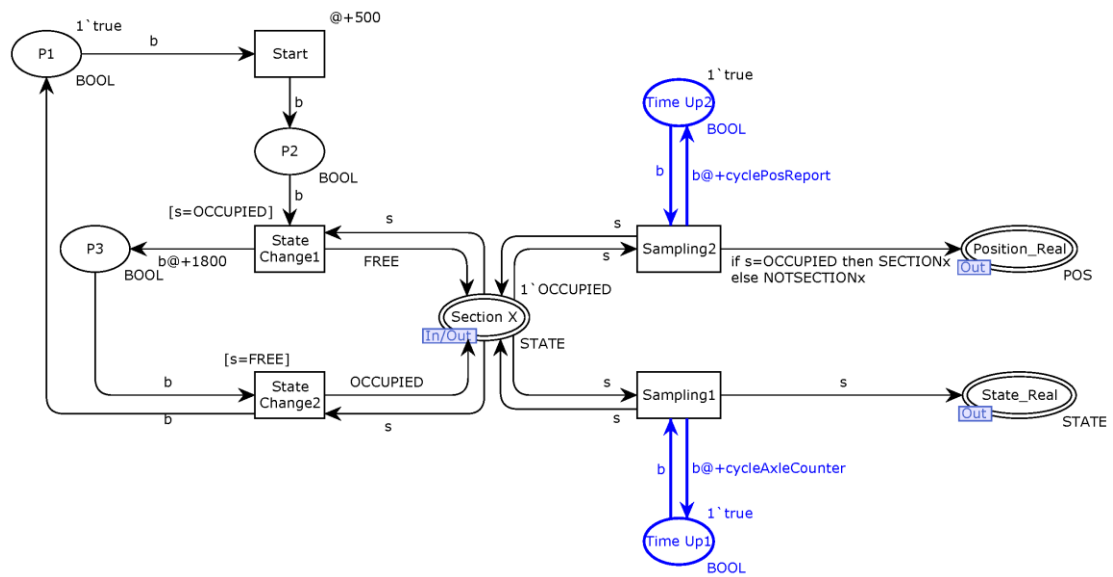 @+500
1`true
P1
b
Start
BOOL
b
1`true
Time Up2
BOOL
P2
BOOL
b
b
b@+cyclePosReport
[s=OCCUPIED]
s
s
P3
b@+1800
BOOL
State
Change1
FREE
s
Sampling2
if s=OCCUPIED then SECTIONx
else NOTSECTIONx
Position_Real
Out
POS
1`OCCUPIED
Section X
In/Out
STATE
[s=FREE]
b
State
Change2
OCCUPIED
s
Sampling1
s
State_Real
Out
STATE
b
s
s
b
b@+cycleAxleCounter
1`true
Time Up1
BOOL